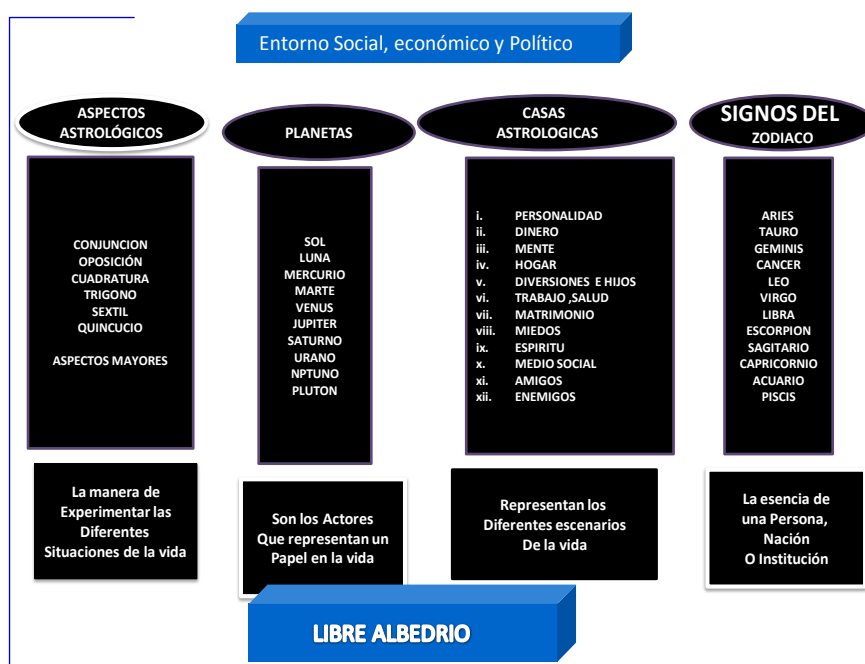 Entorno Social, económico y Político
ASPECTOS
ASTROLÓGICOS
CONJUNCION
OPOSICIÓN
CUADRATURA
TRIGONO
SEXTIL
QUINCUCIO
ASPECTOS MAYORES
La manera de
Experimentar las
Diferentes
Situaciones de la vida
PLANETAS
SOL
LUNA
MERCURIO
MARTE
VENUS
JUPITER
SATURNO
URANO
NPTUNO
PLUTON
Son los Actores
Que representan un
Papel en la vida
CASAS
ASTROLOGICAS
i. PERSONALIDAD
ii. DINERO
iii. MENTE
iv. HOGAR
v. DIVERSIONES E HIJOS
vi. TRABAJO ,SALUD
vii. MATRIMONIO
viii. MIEDOS
ix. ESPIRITU
x. MEDIO SOCIAL
xi. AMIGOS
xii. ENEMIGOS
Representan los
Diferentes escenarios
De la vida
SIGNOS DEL
ZODIACO
ARIES
TAURO
GEMINIS
CANCER
LEO
VIRGO
LIBRA
ESCORPION
SAGITARIO
CAPRICORNIO
ACUARIO
PISCIS
La esencia de
una Persona,
Nación
O Institución
LIBRE ALBEDRIO